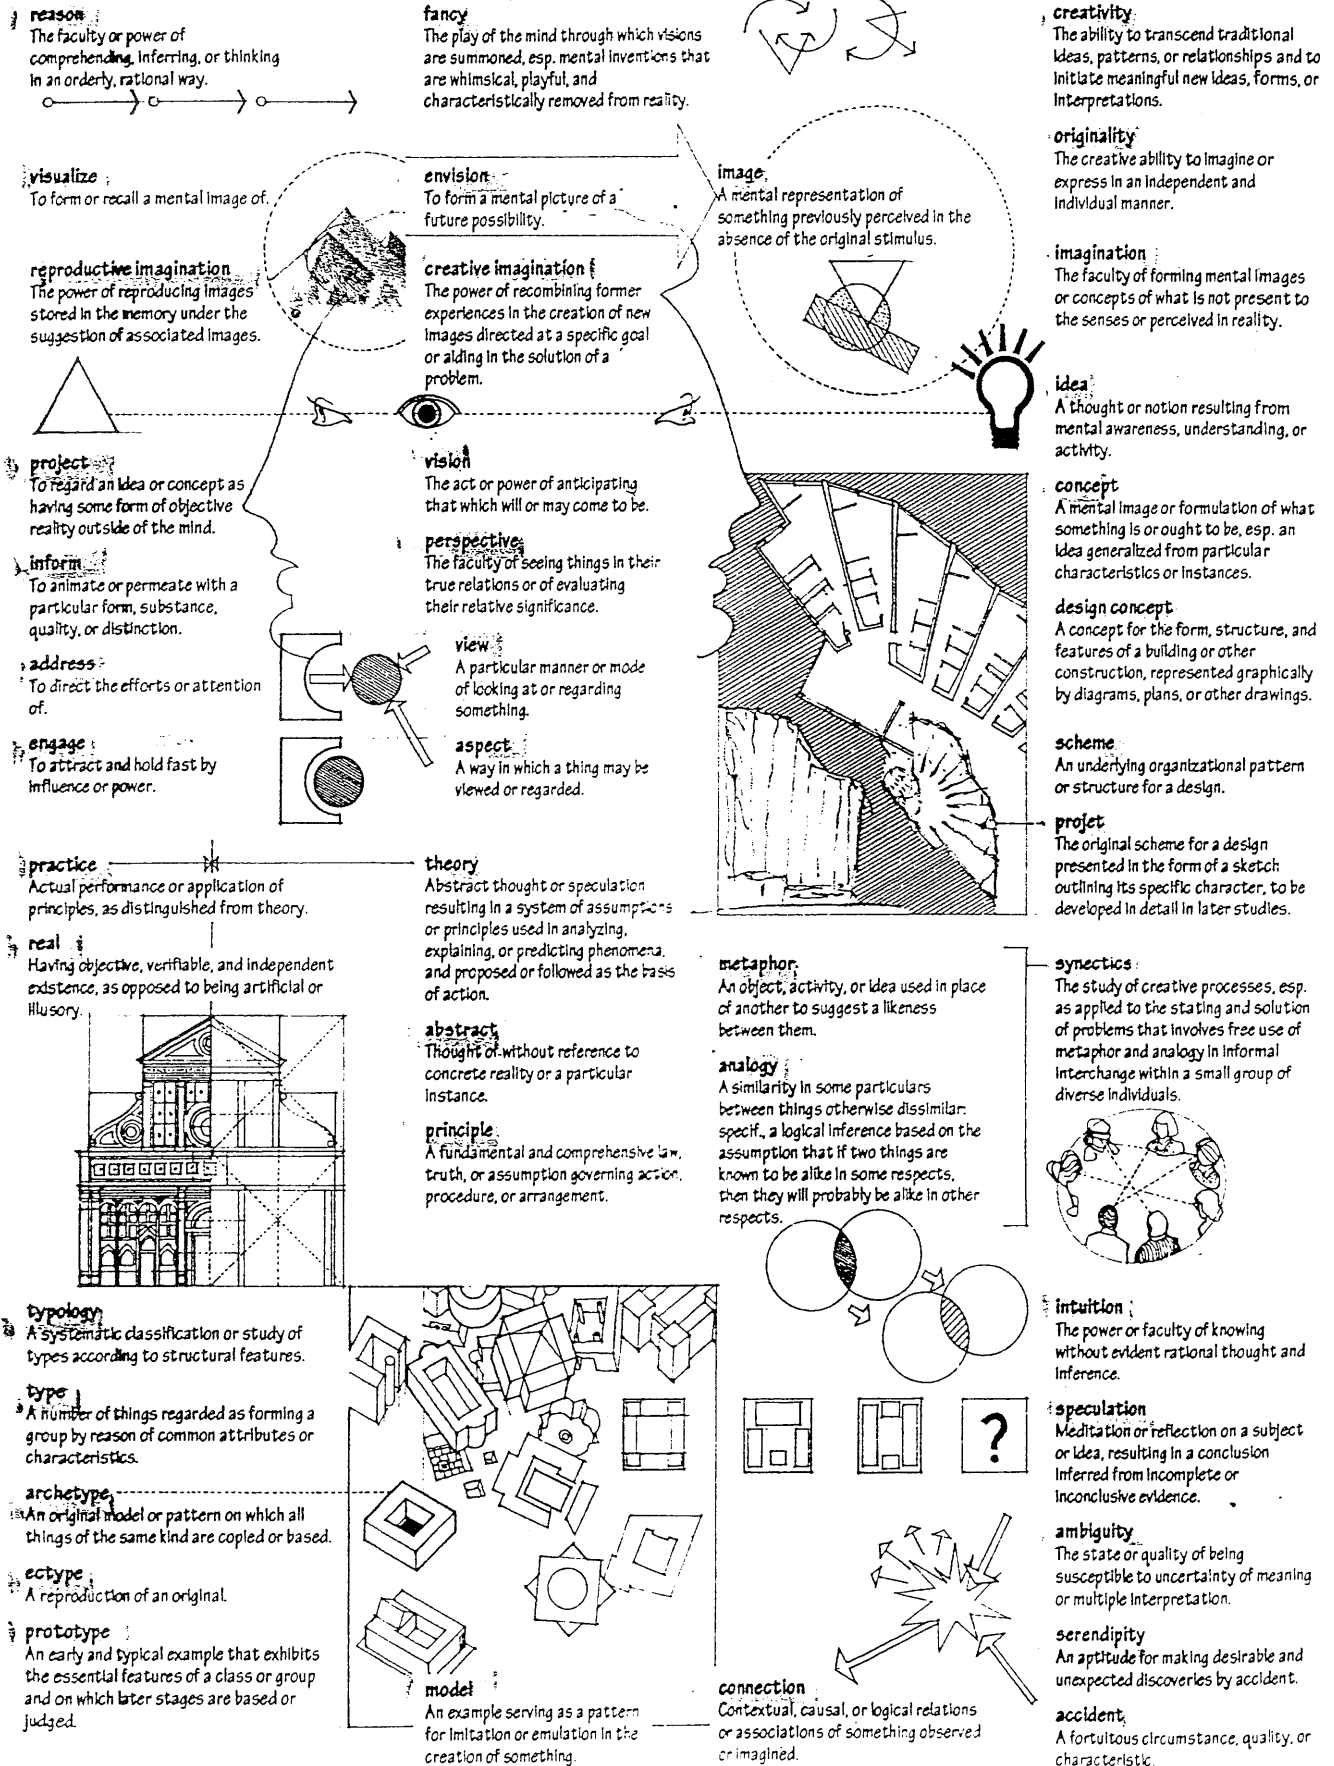 reason
The faculty or power of
comprehending, inferring, or thinking
in an orderly, rational way.
fancy
The play of the mind through which visions
are summoned, esp. mental inventions that
are whimsical, playful, and
characteristically removed from reality.
creativity
The ability to transcend traditional
ideas, patterns, or relationships and to
initiate meaningful new ideas, forms, or
interpretations.
originality
The creative ability to imagine or
express in an independent and
individual manner.
visualize
To form or recall a mental image of.
envision
To form a mental picture of a
future possibility.
image
A mental representation of
something previously perceived in the
absence of the original stimulus.
imagination
The faculty of forming mental images
or concepts of what is not present to
the senses or perceived in reality.
reproductive imagination
The power of reproducing images
stored in the memory under the
suggestion of associated images.
creative imagination
The power of recombining former
experiences in the creation of new
images directed at a specific goal
or aiding in the solution of a
problem.
idea
A thought or notion resulting from
mental awareness, understanding, or
activity.
project
To regard an idea or concept as
having some form of objective
reality outside of the mind.
vision
The act or power of anticipating
that which will or may come to be.
concept
A mental image or formulation of what
something is or ought to be, esp. an
idea generalized from particular
characteristics or instances.
inform
To animate or permeate with a
particular form, substance,
quality, or distinction.
perspective
The faculty of seeing things in their
true relations or of evaluating
their relative significance.
design concept
A concept for the form, structure, and
features of a building or other
construction, represented graphically
by diagrams, plans, or other drawings.
address
To direct the efforts or attention
of.
view
A particular manner or mode
of looking at or regarding
something.
engage
To attract and hold fast by
influence or power.
aspect
A way in which a thing may be
viewed or regarded.
scheme
An underlying organizational pattern
or structure for a design.
projet
The original scheme for a design
presented in the form of a sketch
outlining its specific character, to be
developed in detail in later studies.
practice
Actual performance or application of
principles, as distinguished from theory.
theory
Abstract thought or speculation
resulting in a system of assumptions
or principles used in analyzing,
explaining, or predicting phenomena,
and proposed or followed as the basis
of action.
real
Having objective, verifiable, and independent
existence, as opposed to being artificial or
illusory.
metaphor
An object, activity, or idea used in place
of another to suggest a likeness
between them.
synectics
The study of creative processes, esp.
as applied to the stating and solution
of problems that involves free use of
metaphor and analogy in informal
interchange within a small group of
diverse individuals.
abstract
Thought of without reference to
concrete reality or a particular
instance.
analogy
A similarity in some particulars
between things otherwise dissimilar:
specif., a logical inference based on the
assumption that if two things are
known to be alike in some respects,
then they will probably be alike in other
respects.
principle
A fundamental and comprehensive law,
truth, or assumption governing action,
procedure, or arrangement.
typology
A systematic classification or study of
types according to structural features.
intuition
The power or faculty of knowing
without evident rational thought and
inference.
type
A number of things regarded as forming a
group by reason of common attributes or
characteristics.
?
speculation
Meditation or reflection on a subject
or idea, resulting in a conclusion
inferred from incomplete or
inconclusive evidence.
archetype
An original model or pattern on which all
things of the same kind are copied or based.
ambiguity
The state or quality of being
susceptible to uncertainty of meaning
or multiple interpretation.
ectype
A reproduction of an original.
prototype
An early and typical example that exhibits
the essential features of a class or group
and on which later stages are based or
judged.
serendipity
An aptitude for making desirable and
unexpected discoveries by accident.
model
An example serving as a pattern
for imitation or emulation in the
creation of something.
connection
Contextual, causal, or logical relations
or associations of something observed
or imagined.
accident
A fortuitous circumstance, quality, or
characteristic.